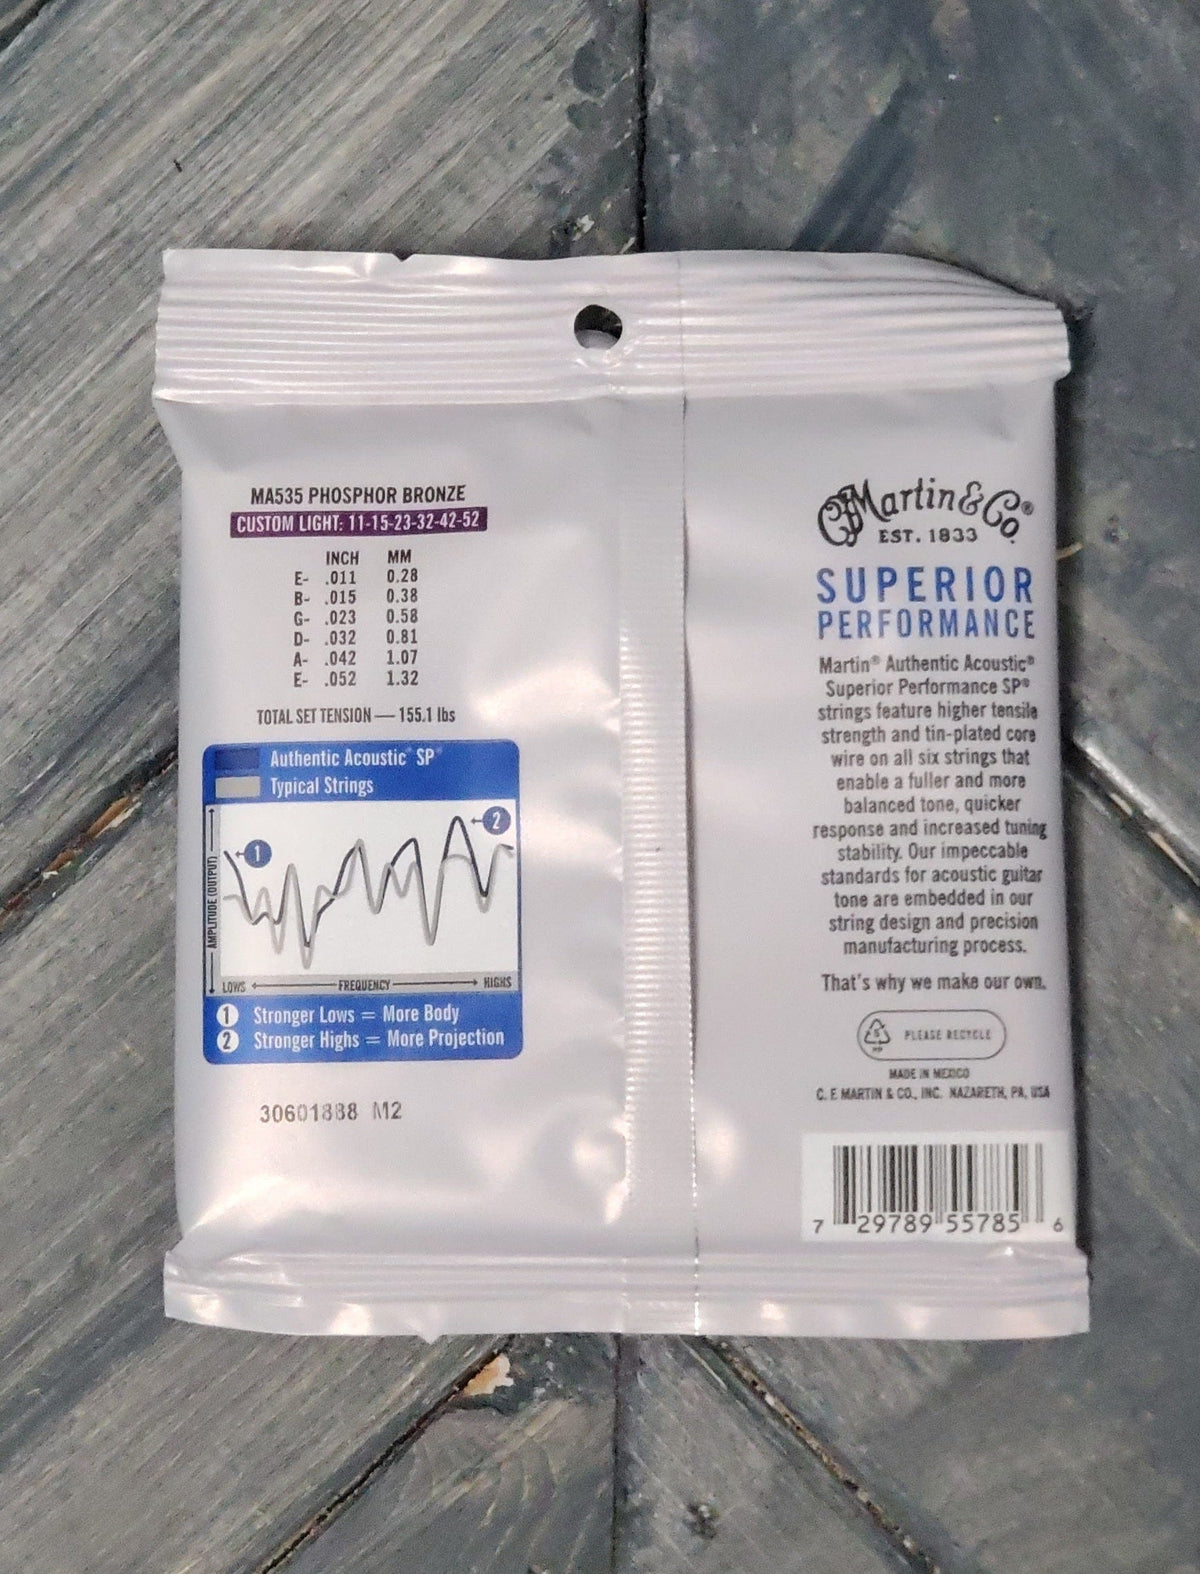 MA535 PHOSPHOR BRONZE
CUSTOM LIGHT: 11-15-23-32-42-52
INCH MM
E- .011 0.28
B- .015 0.38
G- .023 0.58
D- .032 0.81
A- .042 1.07
E- .052 1.32
TOTAL SET TENSION — 155.1 lbs
Authentic Acoustic® SP®
Typical Strings
1
2
AMPLITUDE (OUTPUT)
LOWS FREQUENCY HIGHS
1 Stronger Lows = More Body
2 Stronger Highs = More Projection
30601888 M2
CF Martin & Co.®
EST. 1833
SUPERIOR
PERFORMANCE
Martin® Authentic Acoustic®
Superior Performance SP®
strings feature higher tensile
strength and tin-plated core
wire on all six strings that
enable a fuller and more
balanced tone, quicker
response and increased tuning
stability. Our impeccable
standards for acoustic guitar
tone are embedded in our
string design and precision
manufacturing process.
That's why we make our own.
5
PP
PLEASE RECYCLE
MADE IN MEXICO
C. F. MARTIN & CO., INC. NAZARETH, PA, USA
7 29789 55785 6